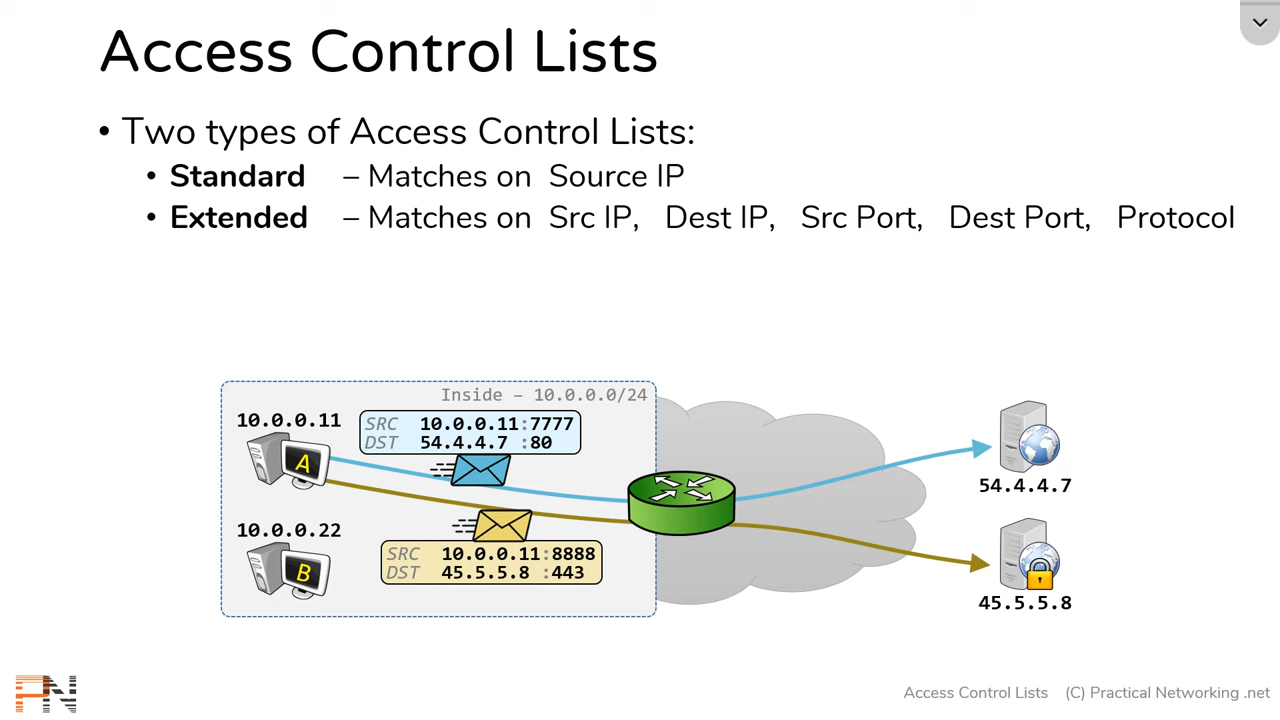 Access Control Lists
• Two types of Access Control Lists:
• Standard – Matches on Source IP
• Extended – Matches on Src IP, Dest IP, Src Port, Dest Port, Protocol
Inside – 10.0.0.0/24
10.0.0.11
SRC 10.0.0.11:7777
DST 54.4.4.7 :80
A
54.4.4.7
10.0.0.22
B
SRC 10.0.0.11:8888
DST 45.5.5.8 :443
45.5.5.8
PN
Access Control Lists (C) Practical Networking .net